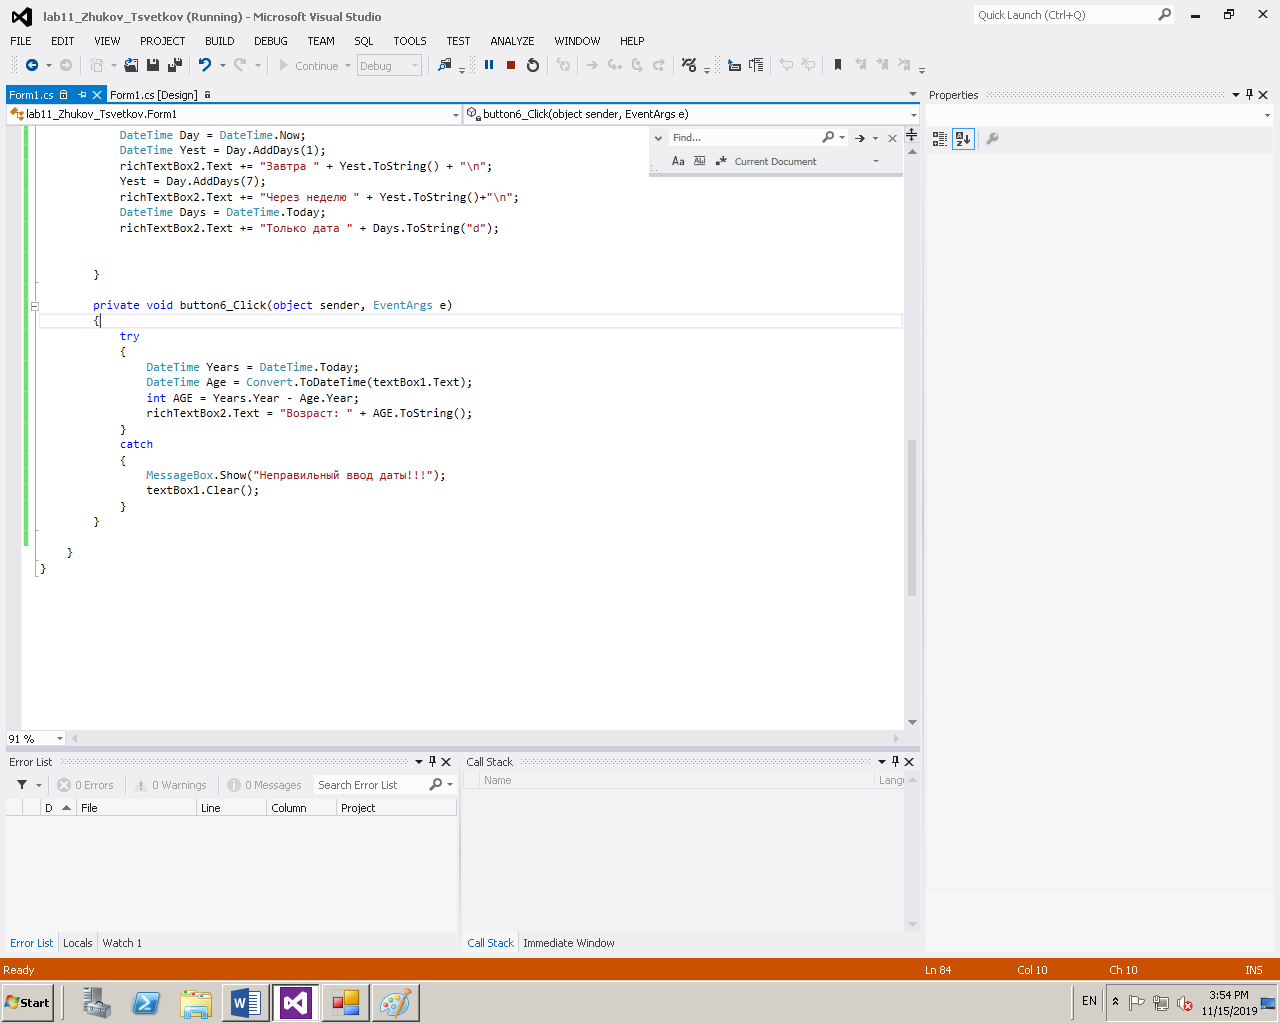 lab11_Zhukov_Tsvetkov (Running) - Microsoft Visual Studio
Quick Launch (Ctrl+Q)
FILE EDIT VIEW PROJECT BUILD DEBUG TEAM SQL TOOLS TEST ANALYZE WINDOW HELP
Continue Debug
Form1.cs Form1.cs [Design] Properties
lab11_Zhukov_Tsvetkov.Form1 button6_Click(object sender, EventArgs e)
Find...
Aa Ab Current Document
DateTime Day = DateTime.Now;
DateTime Yest = Day.AddDays(1);
richTextBox2.Text += "Завтра " + Yest.ToString() + "\n";
Yest = Day.AddDays(7);
richTextBox2.Text += "Через неделю " + Yest.ToString()+"\n";
DateTime Days = DateTime.Today;
richTextBox2.Text += "Только дата " + Days.ToString("d");
}
private void button6_Click(object sender, EventArgs e)
{
try
{
DateTime Years = DateTime.Today;
DateTime Age = Convert.ToDateTime(textBox1.Text);
int AGE = Years.Year - Age.Year;
richTextBox2.Text = "Возраст: " + AGE.ToString();
}
catch
{
MessageBox.Show("Неправильный ввод даты!!!");
textBox1.Clear();
}
}
}
}
91 %
Error List
0 Errors 0 Warnings 0 Messages Search Error List
D File Line Column Project
Call Stack
Name Langu
Error List Locals Watch 1
Call Stack Immediate Window
Ready Ln 84 Col 10 Ch 10 INS
Start
EN
3:54 PM
11/15/2019